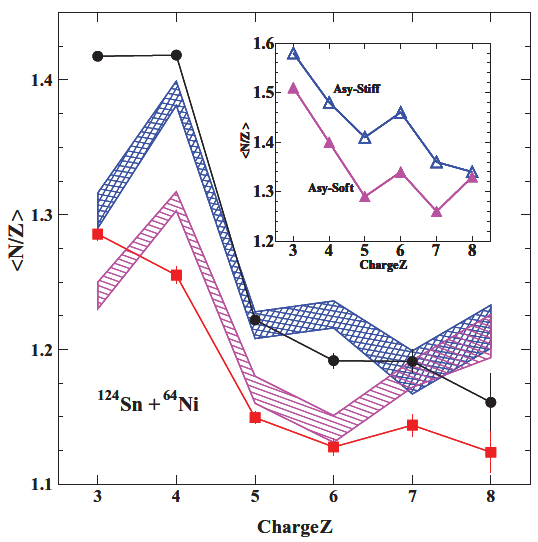 1.4
1.3
1.2
1.1
<N/Z>
3 4 5 6 7 8
ChargeZ
124Sn + 64Ni
1.6
1.5
1.4
1.3
1.2
<N/Z>
3 4 5 6 7 8
ChargeZ
Asy-Stiff
Asy-Soft